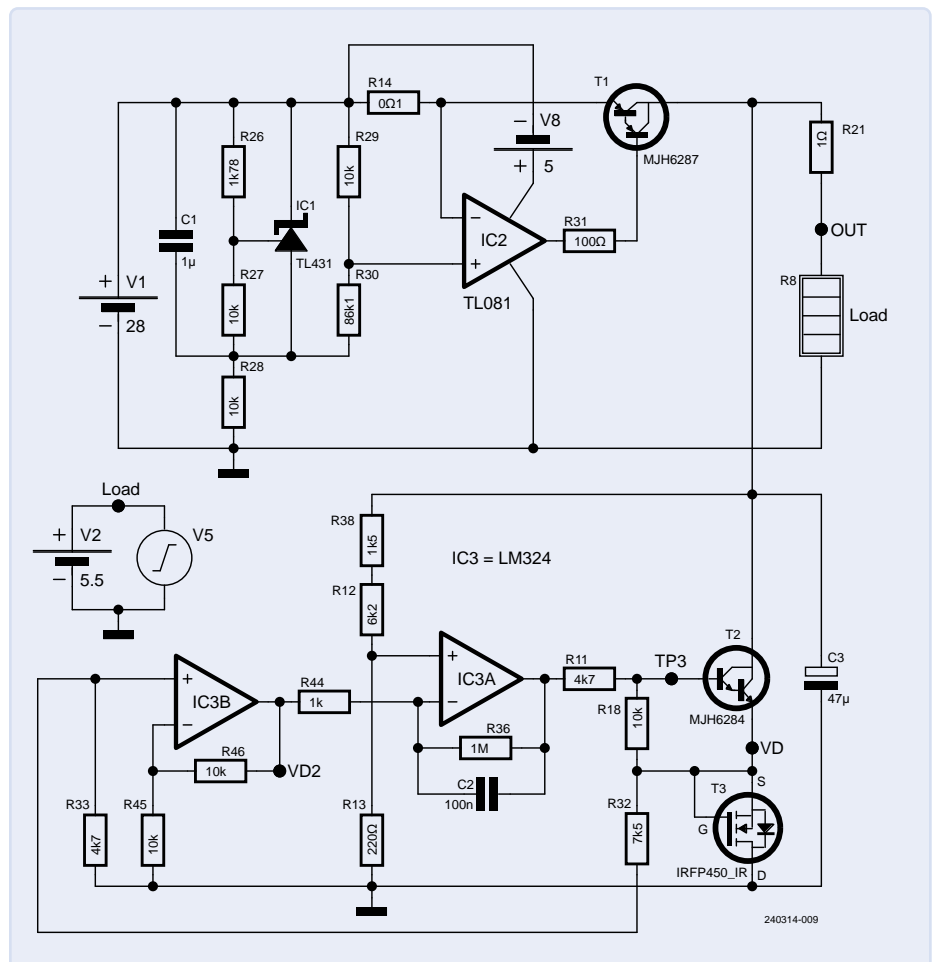 R14
0Ω1
T1
MJH6287
R26
1k78
R29
10k
−
V8
+
5
R21
1Ω
C1
1µ
IC1
TL431
−
+
IC2
TL081
R31
100Ω
OUT
+
V1
−
28
R27
10k
R30
86k1
R8
Load
R28
10k
Load
+
V2
−
5.5
V5
R38
1k5
IC3 = LM324
R12
6k2
+
−
IC3B
R44
1k
+
−
IC3A
R11
4k7
TP3
T2
MJH6284
C3
47µ
R18
10k
R46
10k
VD2
R36
1M
C2
100n
VD
S
T3
G
D
IRFP450_IR
R33
4k7
R45
10k
R13
220Ω
R32
7k5
240314-009